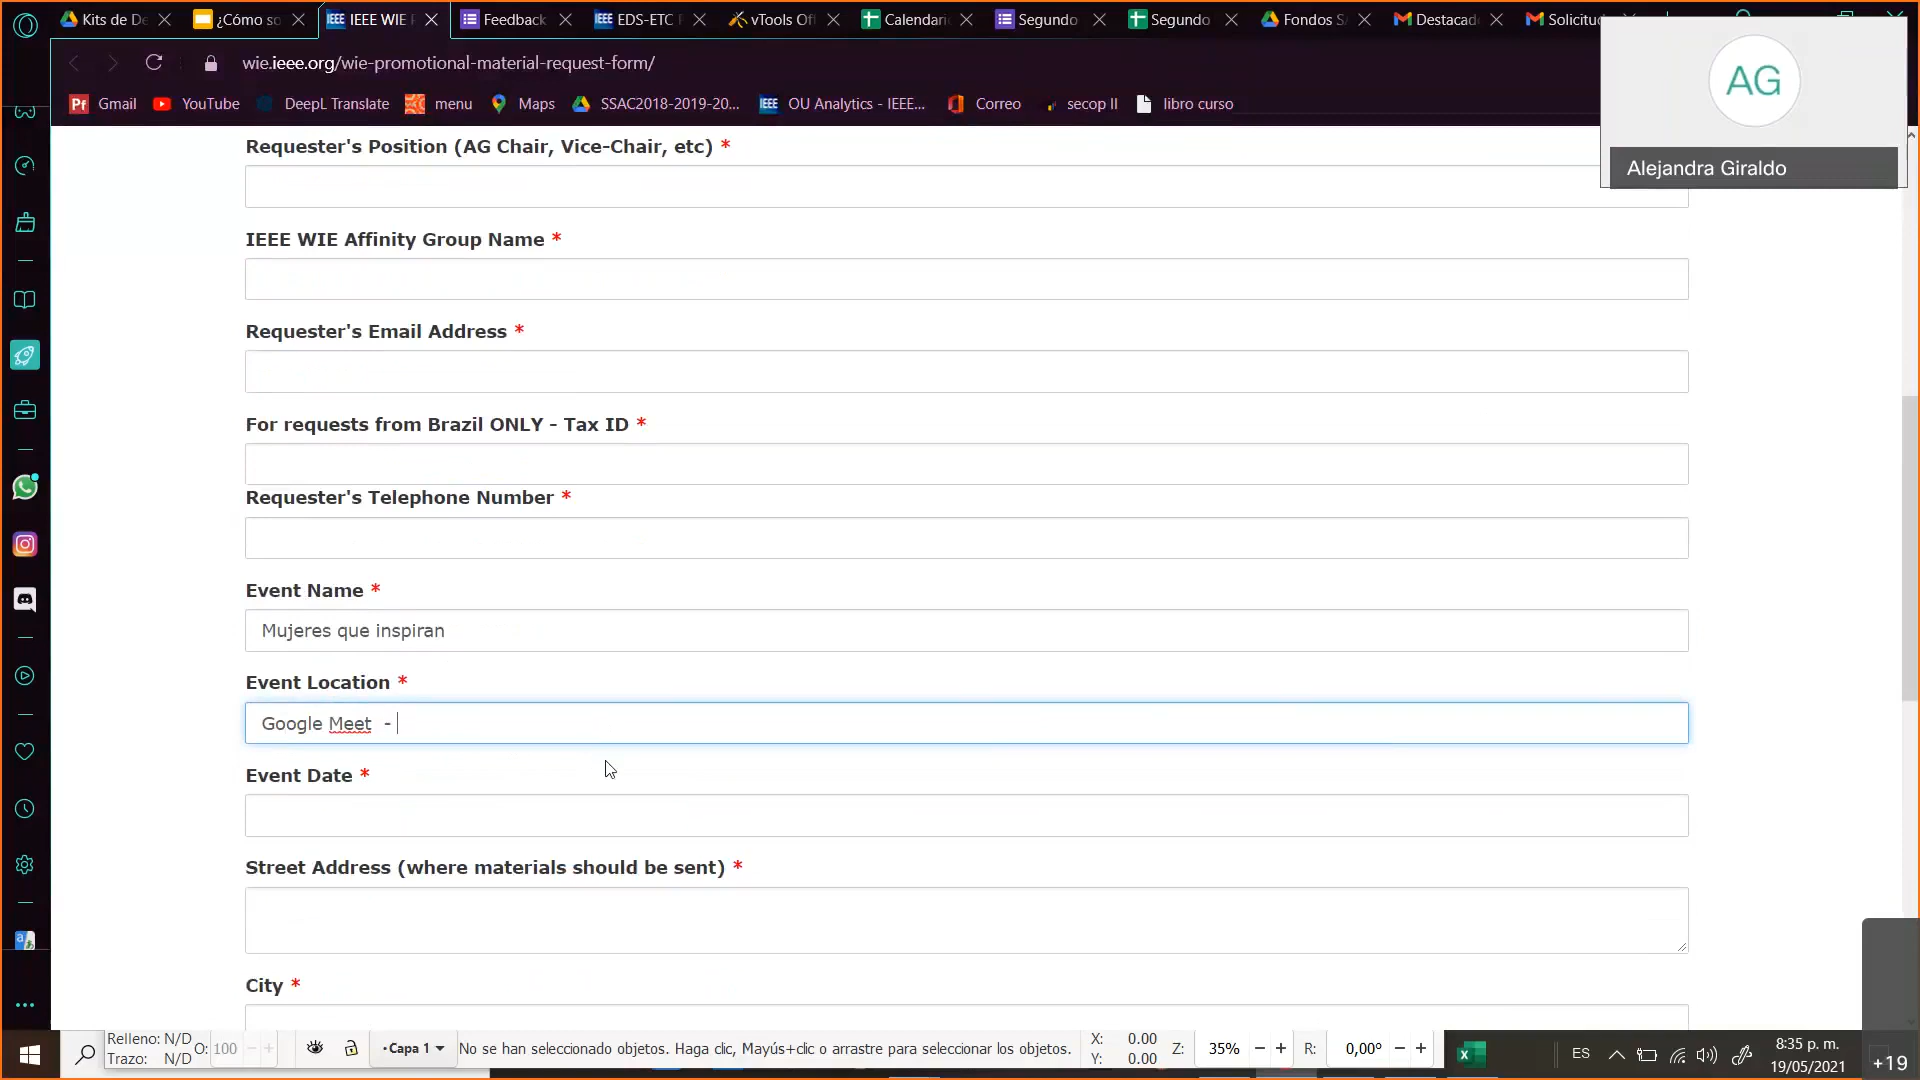 Kits de De
¿Cómo so
IEEE WIE F
Feedback
EDS-ETC F
vTools Off
Calendari
Segundo
Segundo
Fondos SA
Destacad
Solicitud
wie.ieee.org/wie-promotional-material-request-form/
Gmail
YouTube
DeepL Translate
menu
Maps
SSAC2018-2019-20...
OU Analytics - IEEE...
Correo
secop II
libro curso
AG
Alejandra Giraldo
Requester's Position (AG Chair, Vice-Chair, etc) *
IEEE WIE Affinity Group Name *
Requester's Email Address *
For requests from Brazil ONLY - Tax ID *
Requester's Telephone Number *
Event Name *
Mujeres que inspiran
Event Location *
Google Meet  -
Event Date *
Street Address (where materials should be sent) *
City *
Relleno: N/D
Trazo: N/D
O: 100
Capa 1
No se han seleccionado objetos. Haga clic, Mayús+clic o arrastre para seleccionar los objetos.
X: 0.00
Y: 0.00
Z: 35%
R: 0,00º
ES
8:35 p. m.
19/05/2021
+19